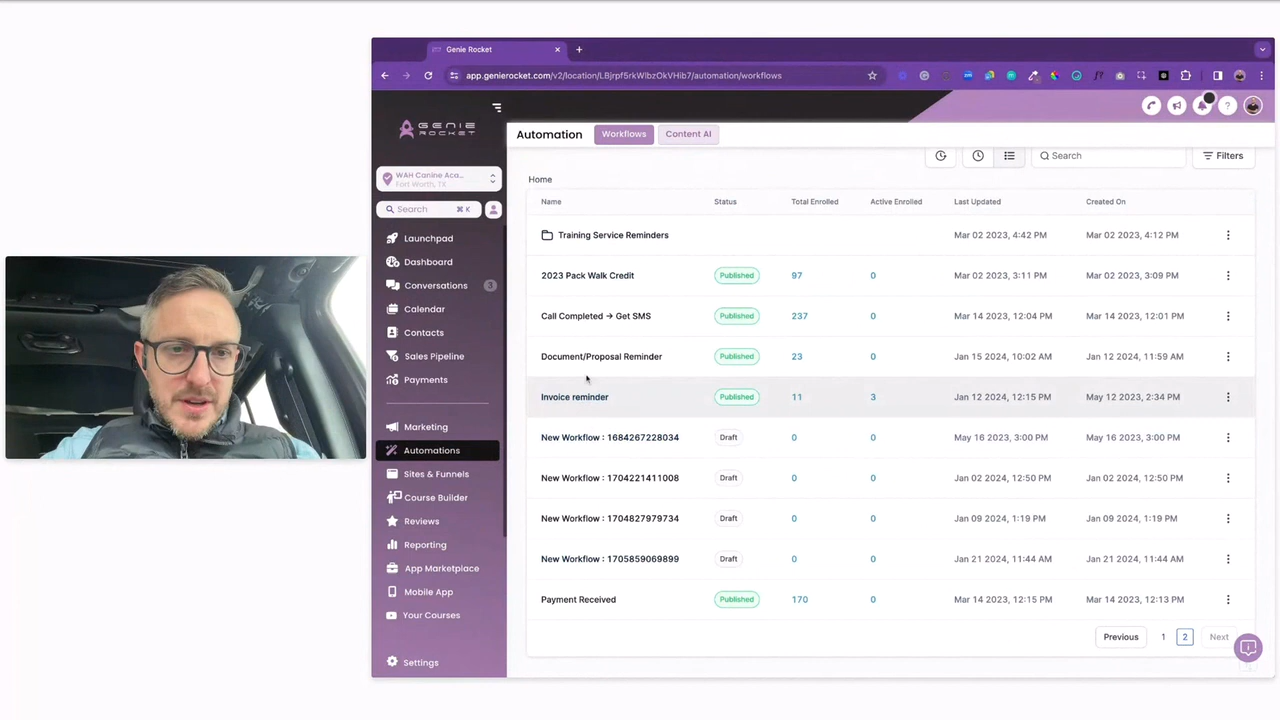 Genie Rocket
app.genierocket.com/v2/location/LBjrpf5rkWlbzOkVHib7/automation/workflows
GENIE
ROCKET
WAH Canine Aca...
Fort Worth, TX
Search ⌘ K
Launchpad
Dashboard
Conversations 3
Calendar
Contacts
Sales Pipeline
Payments
Marketing
Automations
Sites & Funnels
Course Builder
Reviews
Reporting
App Marketplace
Mobile App
Your Courses
Settings
Automation Workflows Content AI
Search Filters
Home
Name Status Total Enrolled Active Enrolled Last Updated Created On
Training Service Reminders Mar 02 2023, 4:42 PM Mar 02 2023, 4:12 PM
2023 Pack Walk Credit Published 97 0 Mar 02 2023, 3:11 PM Mar 02 2023, 3:09 PM
Call Completed → Get SMS Published 237 0 Mar 14 2023, 12:04 PM Mar 14 2023, 12:01 PM
Document/Proposal Reminder Published 23 0 Jan 15 2024, 10:02 AM Jan 12 2024, 11:59 AM
Invoice reminder Published 11 3 Jan 12 2024, 12:15 PM May 12 2023, 2:34 PM
New Workflow : 1684267228034 Draft 0 0 May 16 2023, 3:00 PM May 16 2023, 3:00 PM
New Workflow : 1704221411008 Draft 0 0 Jan 02 2024, 12:50 PM Jan 02 2024, 12:50 PM
New Workflow : 1704827979734 Draft 0 0 Jan 09 2024, 1:19 PM Jan 09 2024, 1:19 PM
New Workflow : 1705859069899 Draft 0 0 Jan 21 2024, 11:44 AM Jan 21 2024, 11:44 AM
Payment Received Published 170 0 Mar 14 2023, 12:15 PM Mar 14 2023, 12:13 PM
Previous 1 2 Next